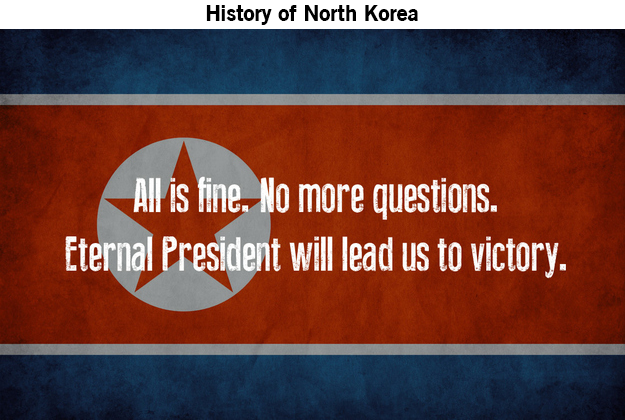 History of North Korea
All is fine. No more questions.
Eternal President will lead us to victory.